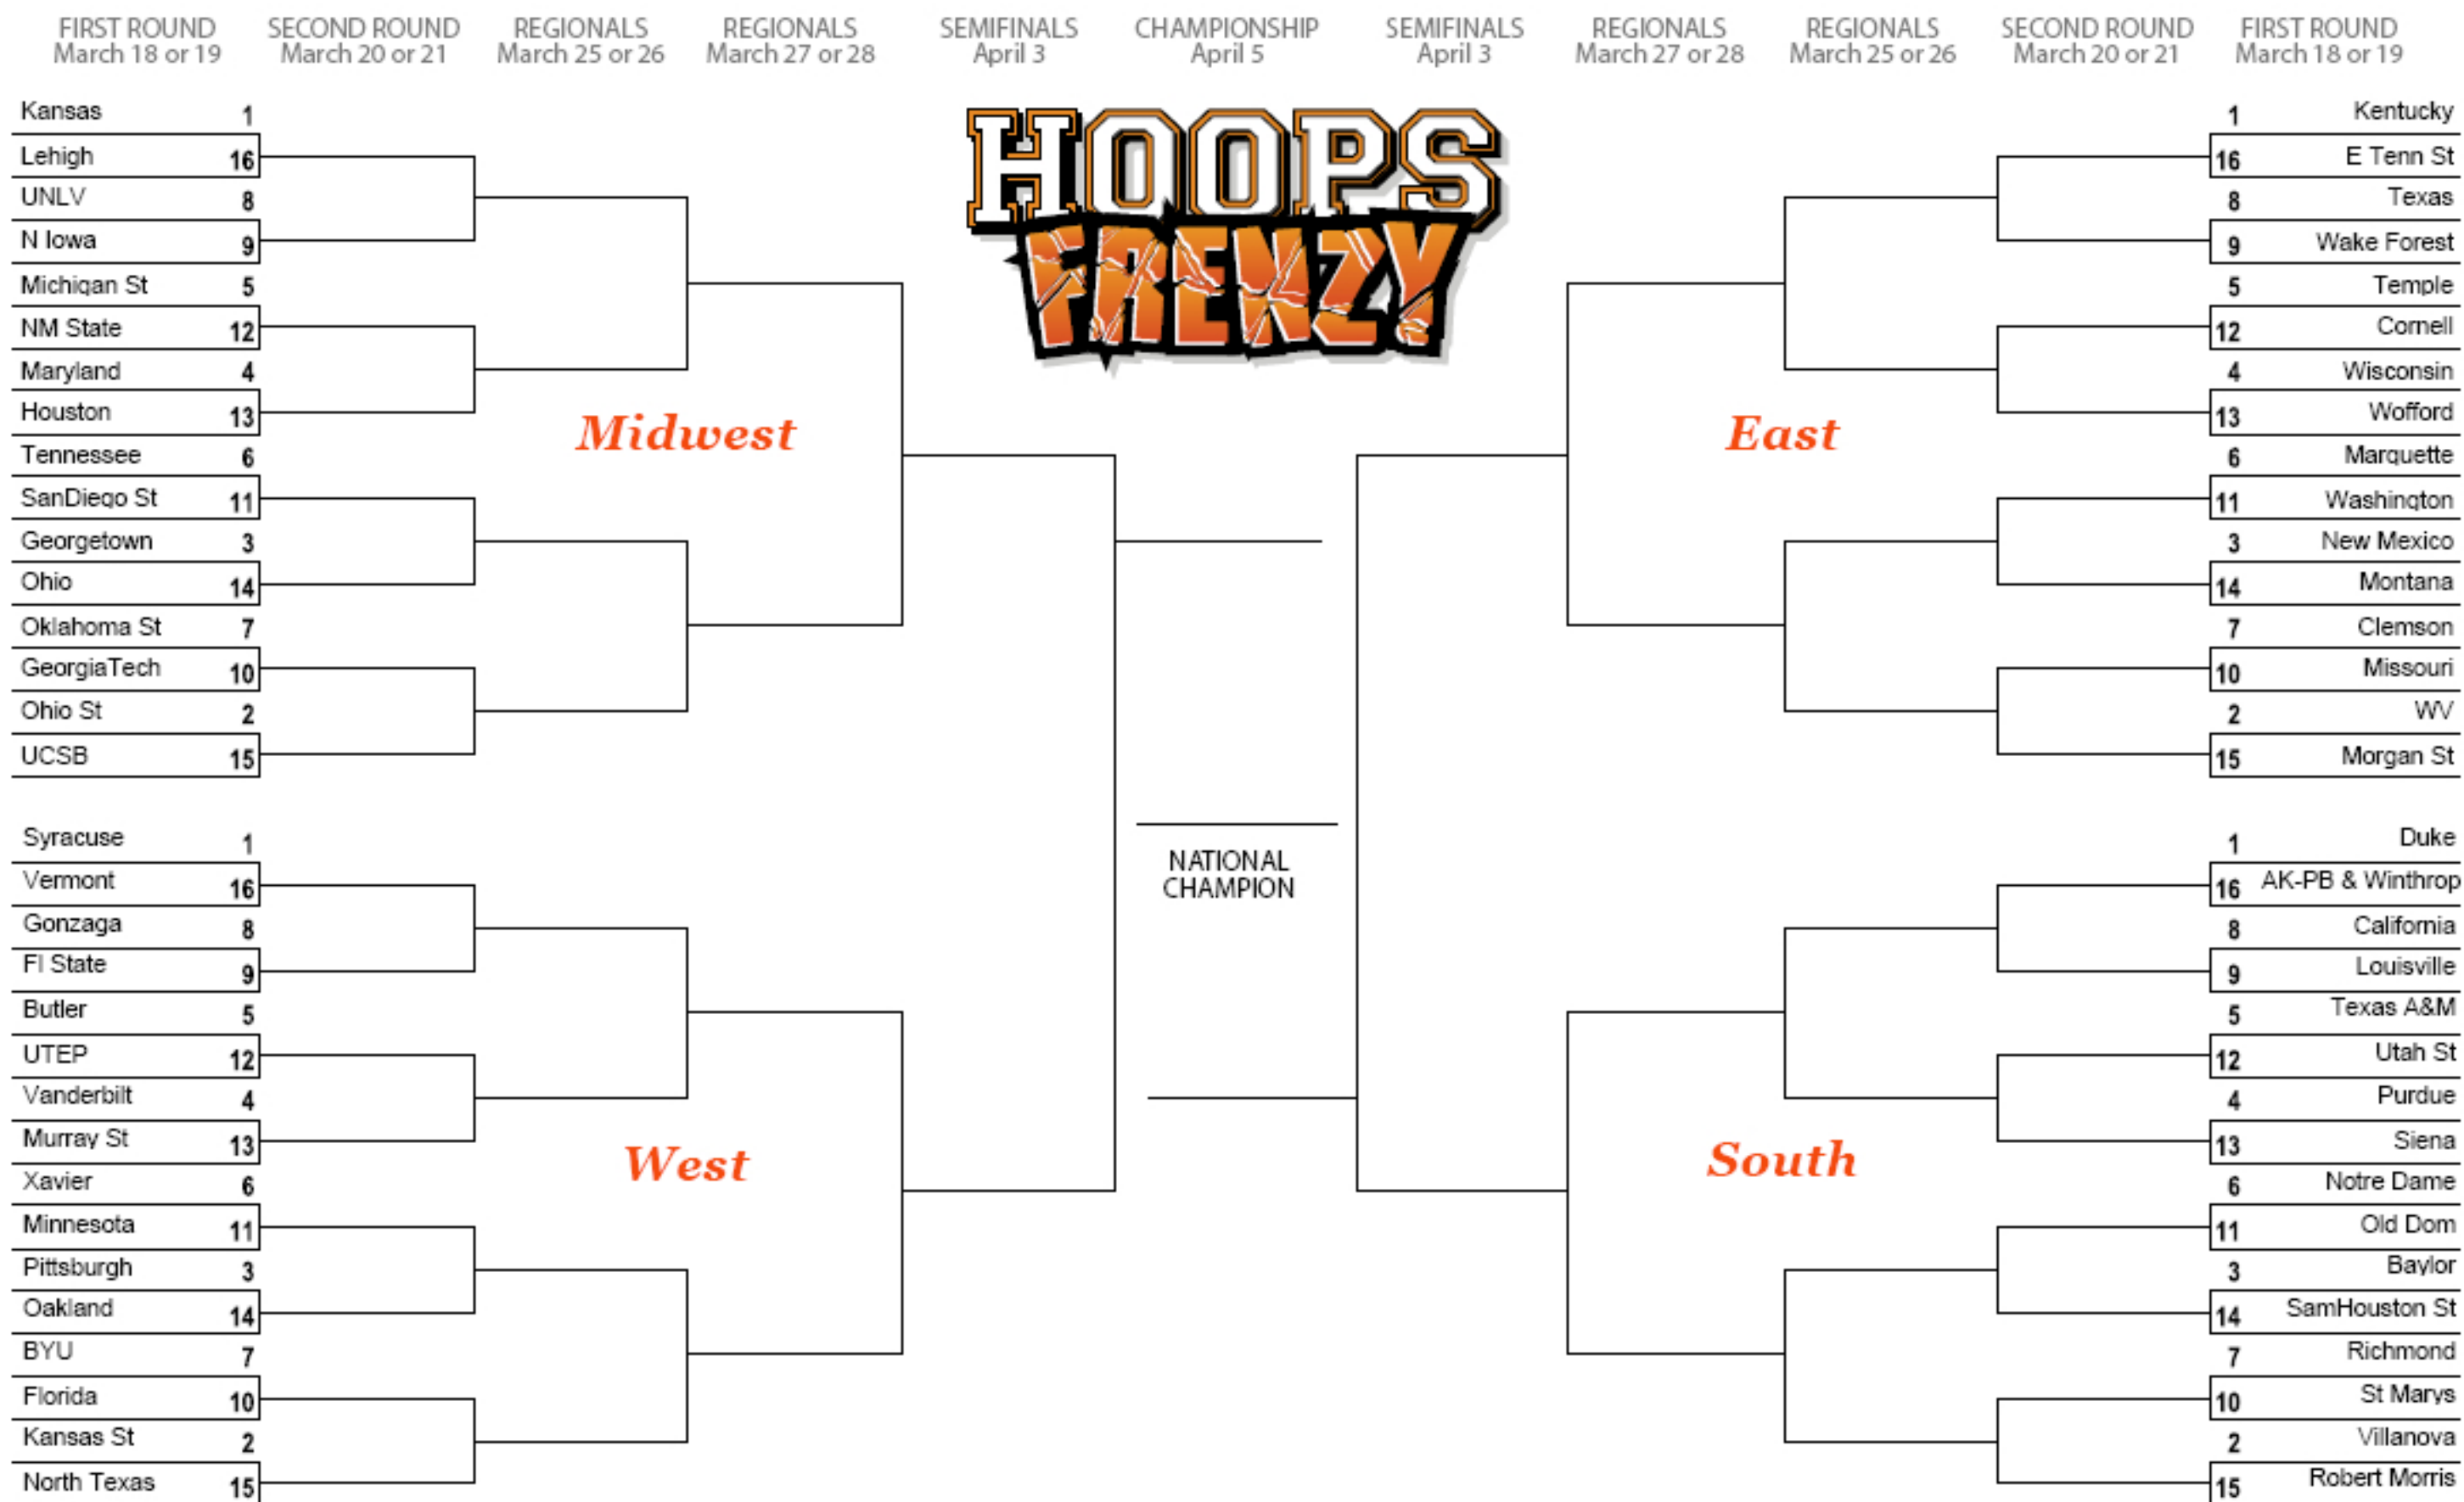 FIRST ROUND
March 18 or 19
SECOND ROUND
March 20 or 21
REGIONALS
March 25 or 26
REGIONALS
March 27 or 28
SEMIFINALS
April 3
CHAMPIONSHIP
April 5
SEMIFINALS
April 3
REGIONALS
March 27 or 28
REGIONALS
March 25 or 26
SECOND ROUND
March 20 or 21
FIRST ROUND
March 18 or 19
HOOPS
FRENZY
Kansas 1
Lehigh 16
UNLV 8
N Iowa 9
Michigan St 5
NM State 12
Maryland 4
Houston 13
Tennessee 6
SanDiego St 11
Georgetown 3
Ohio 14
Oklahoma St 7
GeorgiaTech 10
Ohio St 2
UCSB 15
Midwest
Syracuse 1
Vermont 16
Gonzaga 8
Fl State 9
Butler 5
UTEP 12
Vanderbilt 4
Murray St 13
Xavier 6
Minnesota 11
Pittsburgh 3
Oakland 14
BYU 7
Florida 10
Kansas St 2
North Texas 15
West
NATIONAL
CHAMPION
1 Kentucky
16 E Tenn St
8 Texas
9 Wake Forest
5 Temple
12 Cornell
4 Wisconsin
13 Wofford
6 Marquette
11 Washington
3 New Mexico
14 Montana
7 Clemson
10 Missouri
2 WV
15 Morgan St
East
1 Duke
16 AK-PB & Winthrop
8 California
9 Louisville
5 Texas A&M
12 Utah St
4 Purdue
13 Siena
6 Notre Dame
11 Old Dom
3 Baylor
14 SamHouston St
7 Richmond
10 St Marys
2 Villanova
15 Robert Morris
South